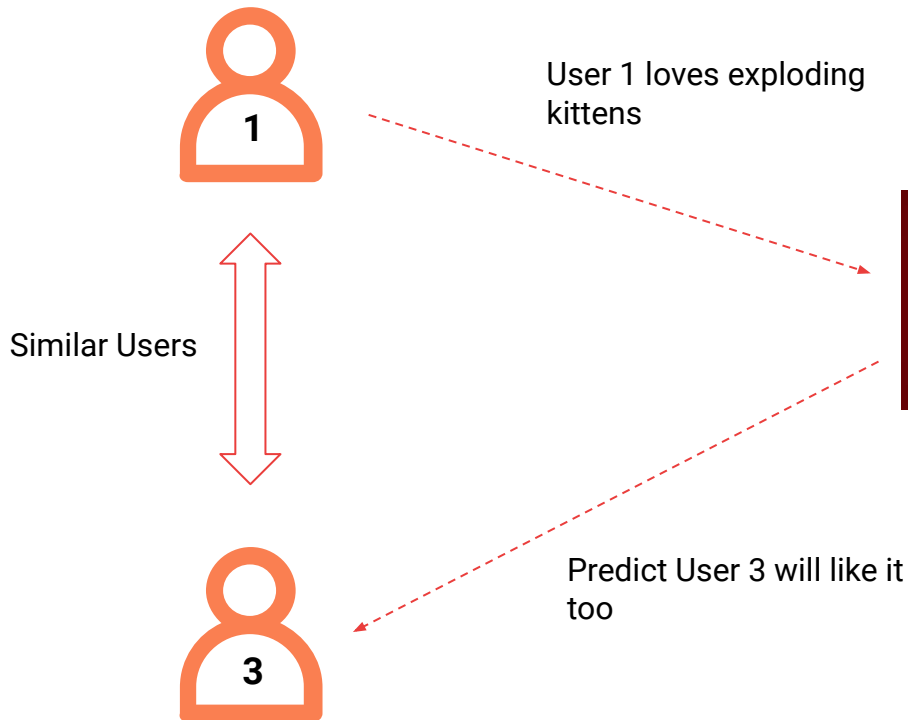 1
User 1 loves exploding
kittens
Similar Users
Predict User 3 will like it
too
3